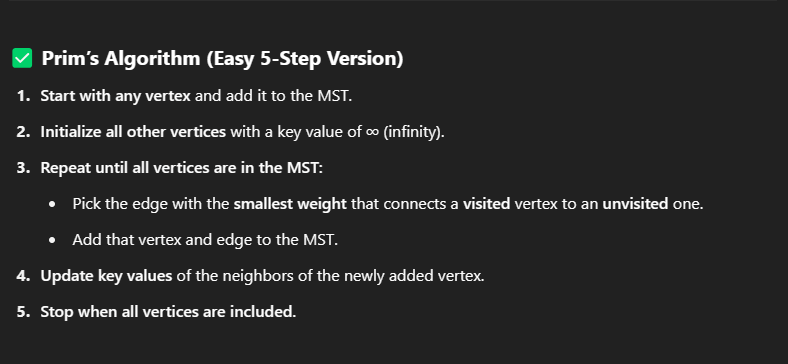 ✅ Prim’s Algorithm (Easy 5-Step Version)
1. Start with any vertex and add it to the MST.
2. Initialize all other vertices with a key value of ∞ (infinity).
3. Repeat until all vertices are in the MST:
• Pick the edge with the smallest weight that connects a visited vertex to an unvisited one.
• Add that vertex and edge to the MST.
4. Update key values of the neighbors of the newly added vertex.
5. Stop when all vertices are included.